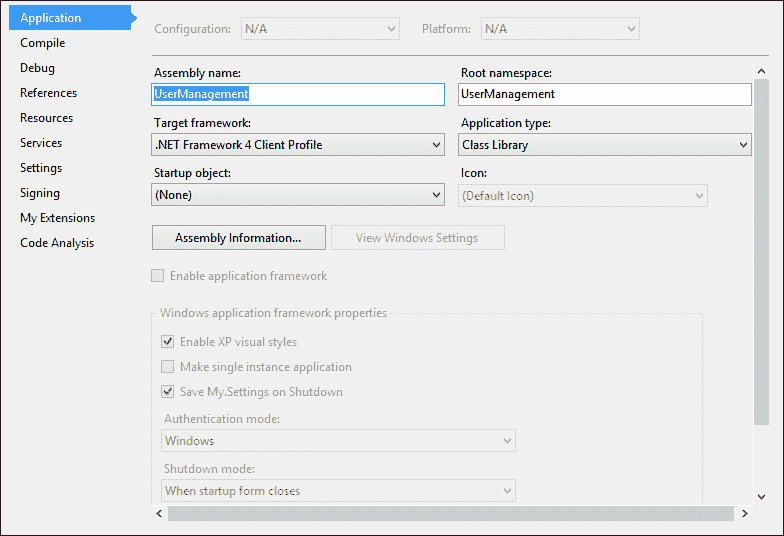 Application
Compile
Debug
References
Resources
Services
Settings
Signing
My Extensions
Code Analysis
Configuration: N/A Platform: N/A
Assembly name: Root namespace:
UserManagement UserManagement
Target framework: Application type:
.NET Framework 4 Client Profile Class Library
Startup object: Icon:
(None) (Default Icon)
Assembly Information... View Windows Settings
Enable application framework
Windows application framework properties
Enable XP visual styles
Make single instance application
Save My.Settings on Shutdown
Authentication mode:
Windows
Shutdown mode:
When startup form closes